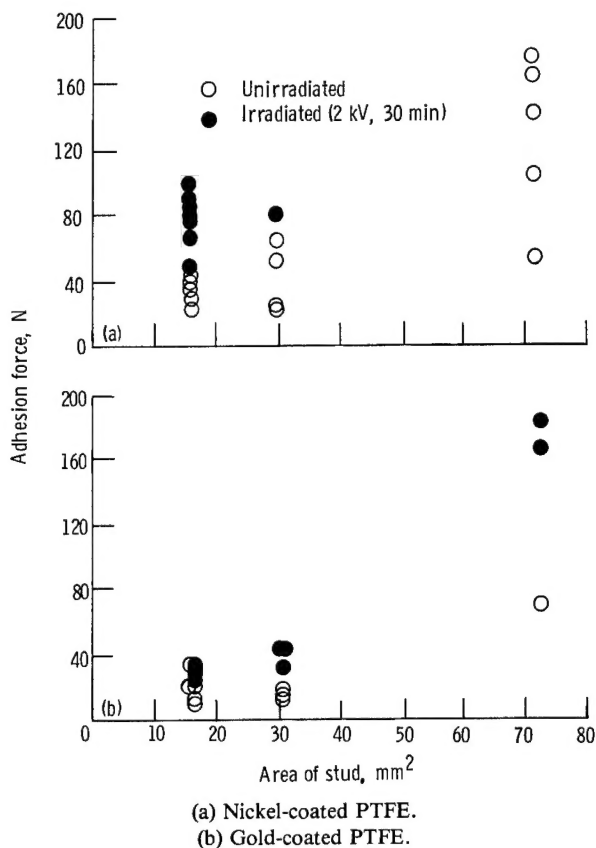 200
160
120
80
40
0
Unirradiated
Irradiated (2 kV, 30 min)
(a)
Adhesion force, N
200
160
120
80
40
(b)
0 10 20 30 40 50 60 70 80
Area of stud, mm²
(a) Nickel-coated PTFE.
(b) Gold-coated PTFE.